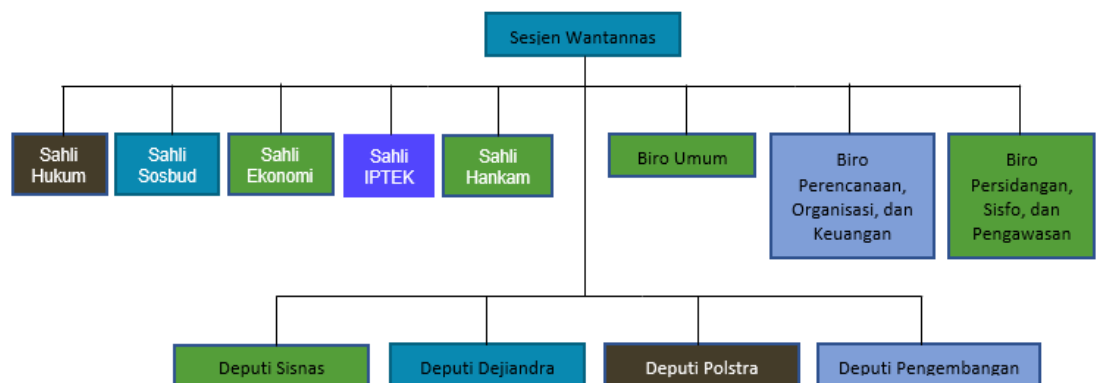 Sesjen Wantannas
Sahli
Hukum
Sahli
Sosbud
Sahli
Ekonomi
Sahli
IPTEK
Sahli
Hankam
Biro Umum
Biro
Perencanaan,
Organisasi, dan
Keuangan
Biro
Persidangan,
Sisfo, dan
Pengawasan
Deputi Sisnas
Deputi Dejiandra
Deputi Polstra
Deputi Pengembangan